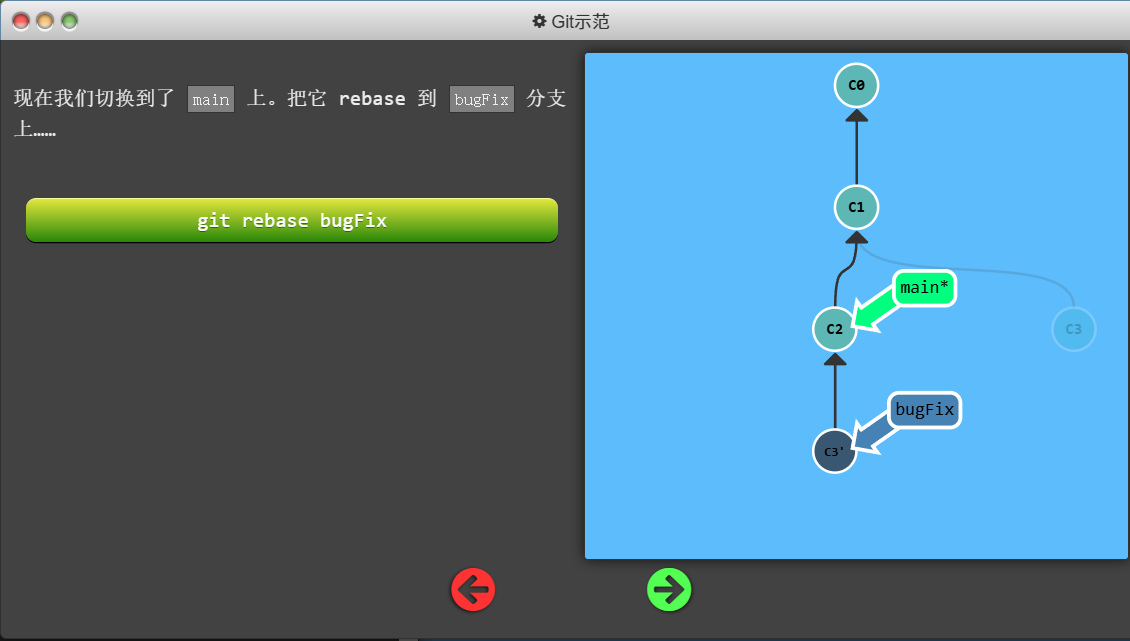 Git示范
现在我们切换到了 main 上。把它 rebase 到 bugFix 分支
上……
git rebase bugFix
C0
C1
main*
C2
C3
bugFix
C3'